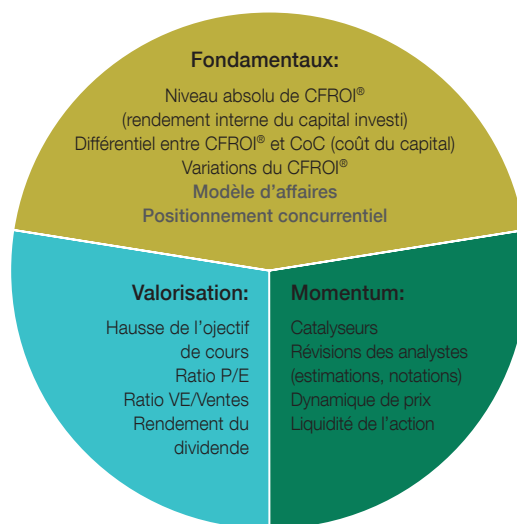 Fondamentaux:
Niveau absolu de CFROI®
(rendement interne du capital investi)
Différentiel entre CFROI® et CoC (coût du capital)
Variations du CFROI®
Modèle d'affaires
Positionnement concurrentiel
Valorisation:
Hausse de l'ojectif
de cours
Ratio P/E
Ratio VE/Ventes
Rendement du
dividende
Momentum:
Catalyseurs
Révisions des analystes
(estimations, notations)
Dynamique de prix
Liquidité de l'action